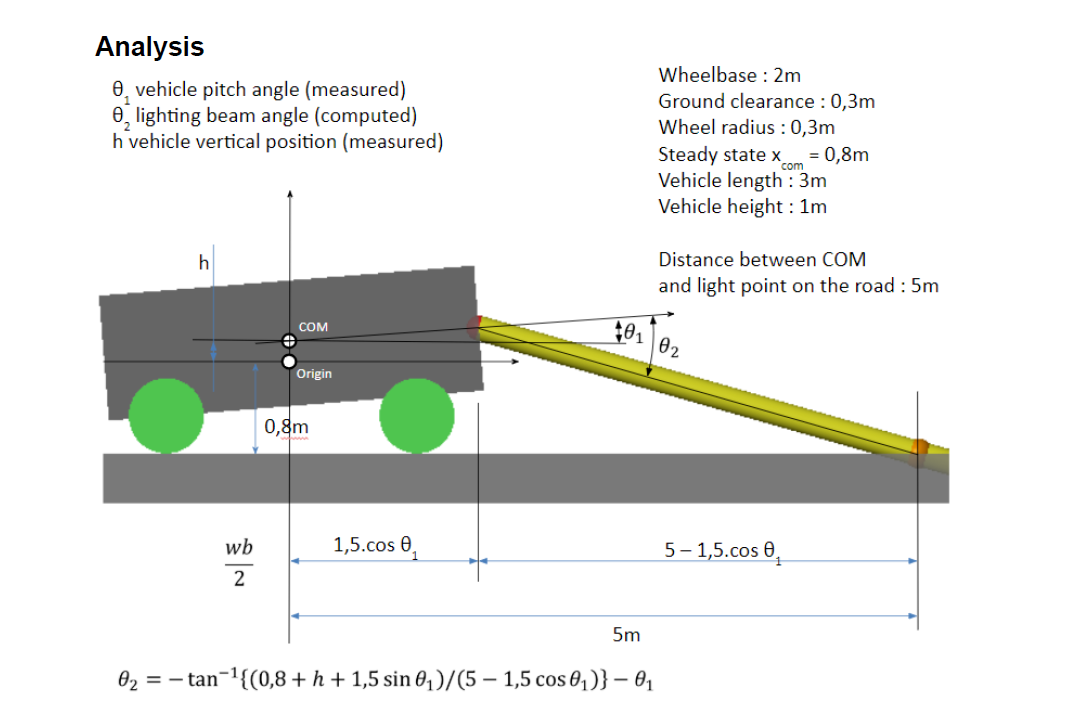 Analysis
θ₁ vehicle pitch angle (measured)
θ₂ lighting beam angle (computed)
h vehicle vertical position (measured)
Wheelbase : 2m
Ground clearance : 0,3m
Wheel radius : 0,3m
Steady state x_com = 0,8m
Vehicle length : 3m
Vehicle height : 1m
Distance between COM
and light point on the road : 5m
h
COM
θ₁
θ₂
Origin
0,8m
wb/2
1,5.cos θ₁
5 – 1,5.cos θ₁
5m
θ₂ = − tan⁻¹{(0,8 + h + 1,5 sin θ₁)/(5 − 1,5 cos θ₁)} − θ₁